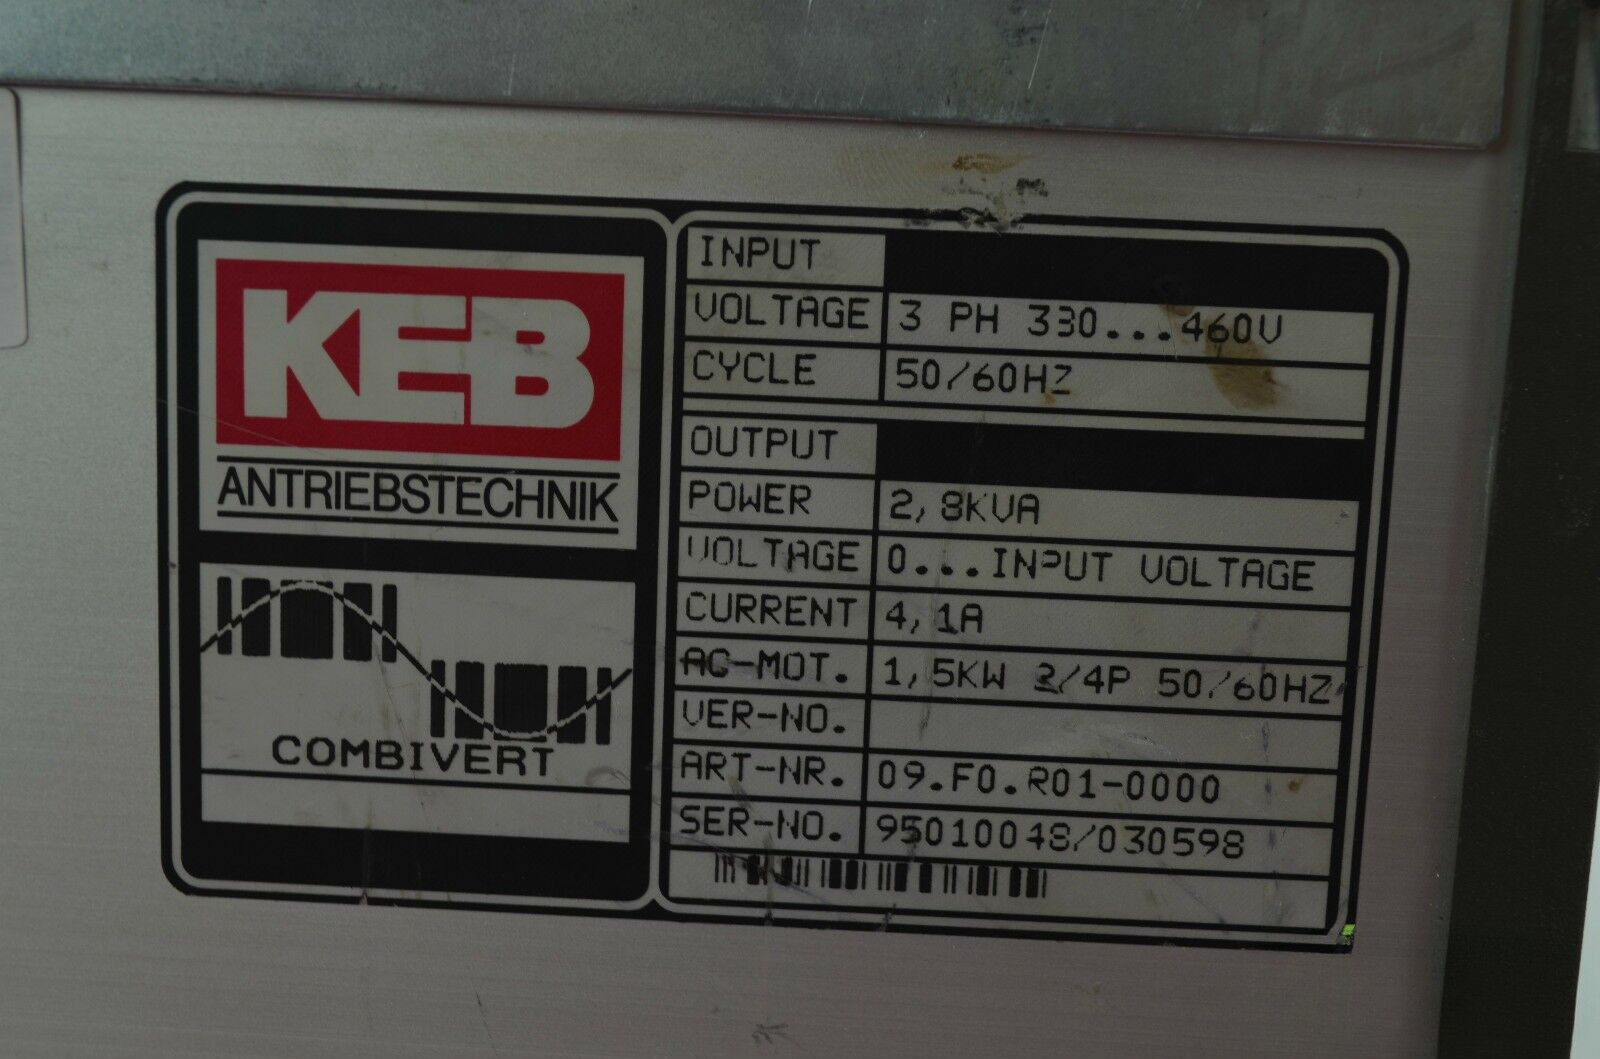 KEB
ANTRIEBSTECHNIK
COMBIVERT
INPUT
VOLTAGE 3 PH 330...460V
CYCLE 50/60HZ
OUTPUT
POWER 2,8KVA
VOLTAGE 0...INPUT VOLTAGE
CURRENT 4,1A
AC-MOT. 1,5KW 2/4P 50/60HZ
VER-NO.
ART-NR. 09.F0.R01-0000
SER-NO. 95010048/030598